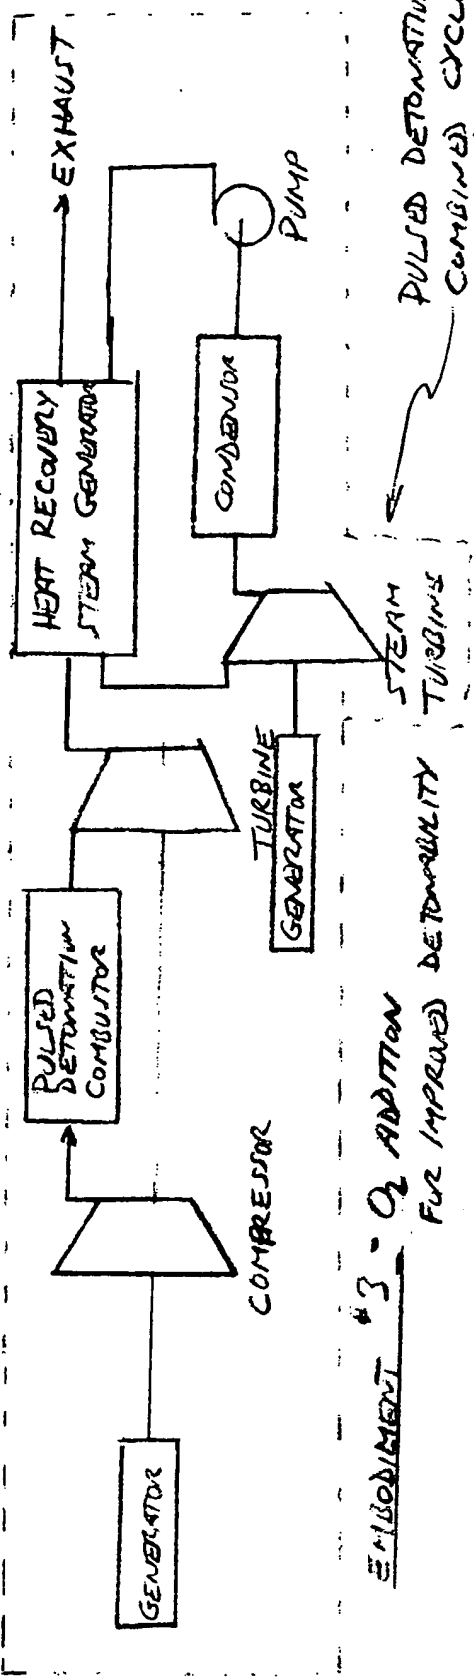 EXHAUST
HEAT RECOVERY
STEAM GENERATOR
PUMP
CONDENSOR
PULSED
DETONATION
COMBUSTOR
TURBINE
GENERATOR
STEAM
TURBINE
COMPRESSOR
GENERATOR
PULSED DETONATION
COMBINED CYCL
EMBODIMENT #3 - O2 ADDITION
FOR IMPROVED DETONABILITY